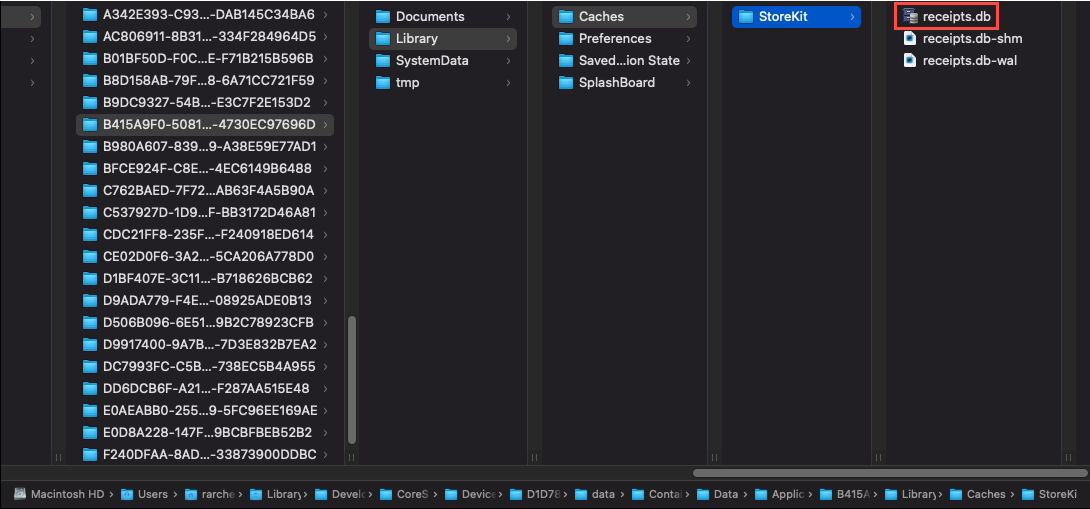 A342E393-C93...-DAB145C34BA6
AC806911-8B31...-334F284964D5
B01BF50D-F0C...E-F71B215B596B
B8D158AB-79F...8-6A71CC721F59
B9DC9327-54B...-E3C7F2E153D2
B415A9F0-5081...-4730EC97696D
B980A607-839...9-A38E59E77AD1
BFCE924F-C8E...-4EC6149B6488
C762BAED-7F72...AB63F4A5B90A
C537927D-1D9...F-BB3172D46A81
CDC21FF8-235F...-F240918ED614
CE02D0F6-3A2...-5CA206A778D0
D1BF407E-3C11...-B718626BCB62
D9ADA779-F4E...-08925ADE0B13
D506B096-6E51...9B2C78923CFB
D9917400-9A7B...-7D3E832B7EA2
DC7993FC-C5B...-738EC5B4A955
DD6DCB6F-A21...-F287AA515E48
E0AEABB0-255...9-5FC96EE169AE
E0D8A228-147F...9BCBFBEB52B2
F240DFAA-8AD...-33873900DDBC
Documents
Library
SystemData
tmp
Caches
Preferences
Saved...ion State
SplashBoard
StoreKit
receipts.db
receipts.db-shm
receipts.db-wal
Macintosh HD › Users › rarche › Library › Develo › CoreS › Device › D1D78 › data › Contai › Data › Applic › B415A › Library › Caches › StoreKi